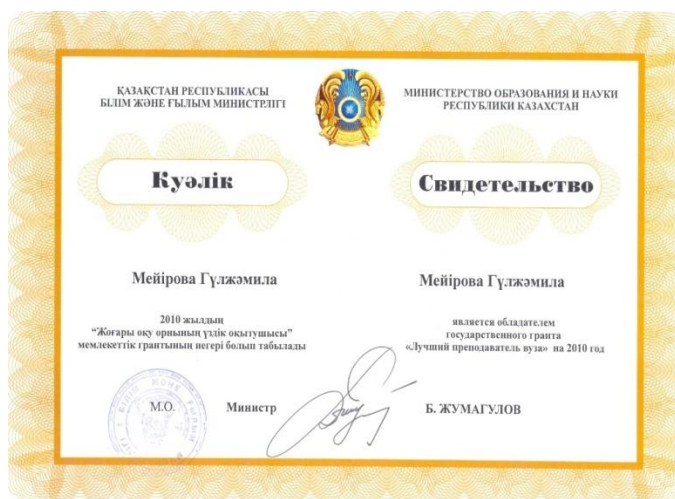 ҚАЗАҚСТАН РЕСПУБЛИКАСЫ
БІЛІМ ЖӘНЕ ҒЫЛЫМ МИНИСТРЛІГІ
Куәлік
Мейірова Гүлжәмила
2010 жылдың
“Жоғары оқу орнының үздік оқытушысы”
мемлекеттік грантының иегері болып табылады
М.О.
Министр
МИНИСТЕРСТВО ОБРАЗОВАНИЯ И НАУКИ
РЕСПУБЛИКИ КАЗАХСТАН
Свидетельство
Мейірова Гүлжәмила
является обладателем
государственного гранта
«Лучший преподаватель вуза» на 2010 год
Б. ЖУМАГУЛОВ